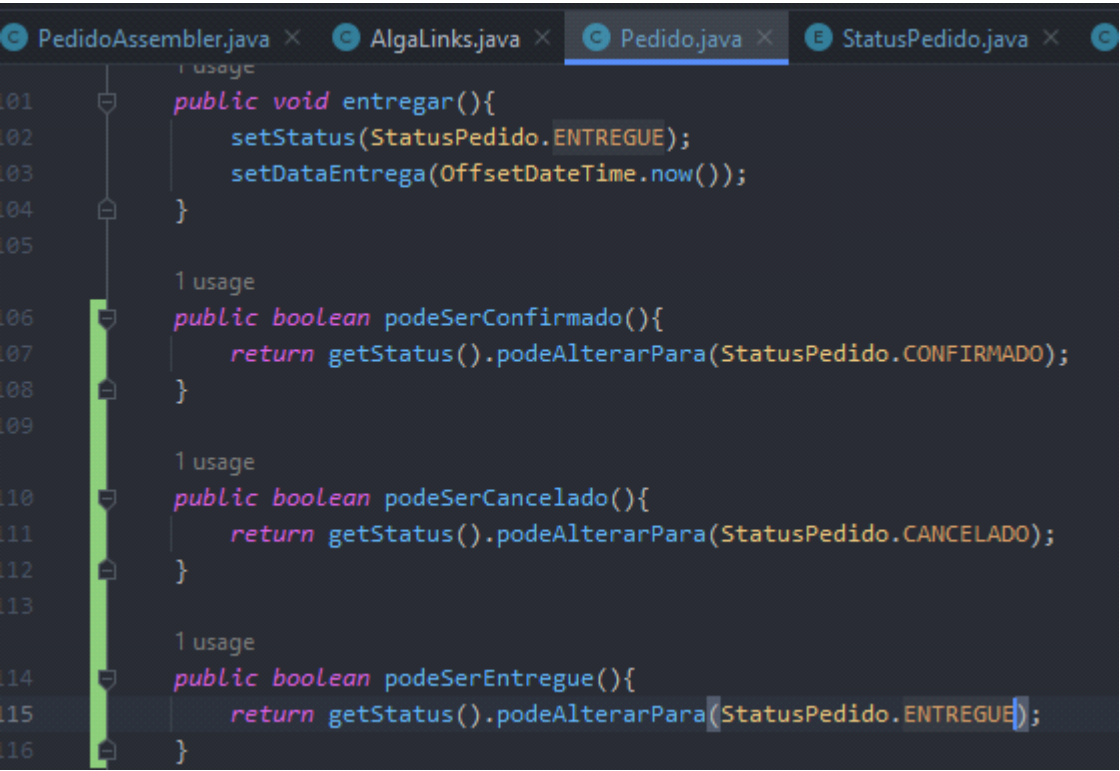 PedidoAssembler.java × AlgaLinks.java × Pedido.java × StatusPedido.java ×
1 usage
101 public void entregar(){
102 setStatus(StatusPedido.ENTREGUE);
103 setDataEntrega(OffsetDateTime.now());
104 }
105
1 usage
106 public boolean podeSerConfirmado(){
107 return getStatus().podeAlterarPara(StatusPedido.CONFIRMADO);
108 }
109
1 usage
110 public boolean podeSerCancelado(){
111 return getStatus().podeAlterarPara(StatusPedido.CANCELADO);
112 }
113
1 usage
114 public boolean podeSerEntregue(){
115 return getStatus().podeAlterarPara(StatusPedido.ENTREGUE);
116 }